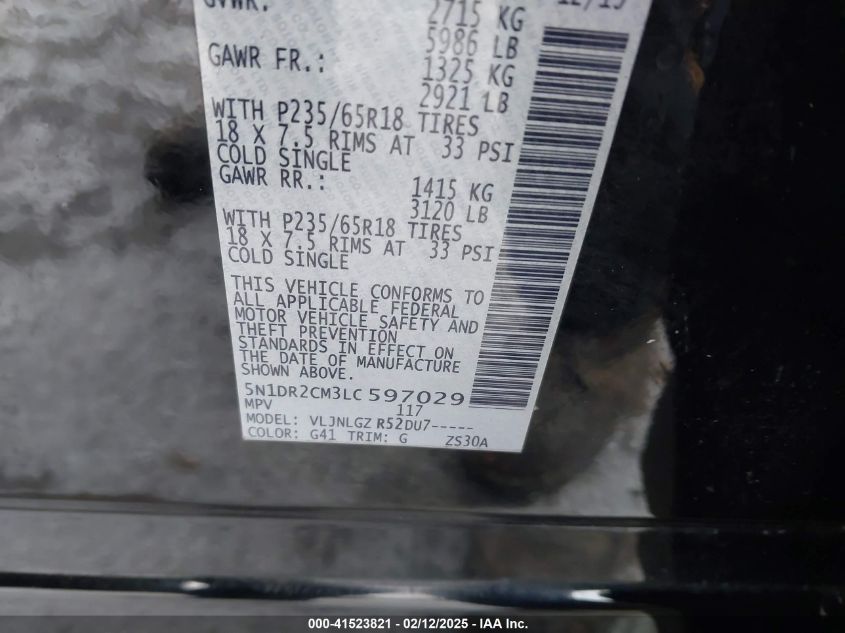 GVWR:
2715 KG
5986 LB
GAWR FR.:
1325 KG
2921 LB
WITH P235/65R18 TIRES
18 X 7.5 RIMS AT 33 PSI
COLD SINGLE
GAWR RR.:
1415 KG
3120 LB
WITH P235/65R18 TIRES
18 X 7.5 RIMS AT 33 PSI
COLD SINGLE
THIS VEHICLE CONFORMS TO
ALL APPLICABLE FEDERAL
MOTOR VEHICLE SAFETY AND
THEFT PREVENTION
STANDARDS IN EFFECT ON
THE DATE OF MANUFACTURE
SHOWN ABOVE.
5N1DR2CM3LC 597029
MPV 117
MODEL: VLJNLGZ R52DU7-----
COLOR: G41 TRIM: G ZS30A
000-41523821 - 02/12/2025 - IAA Inc.